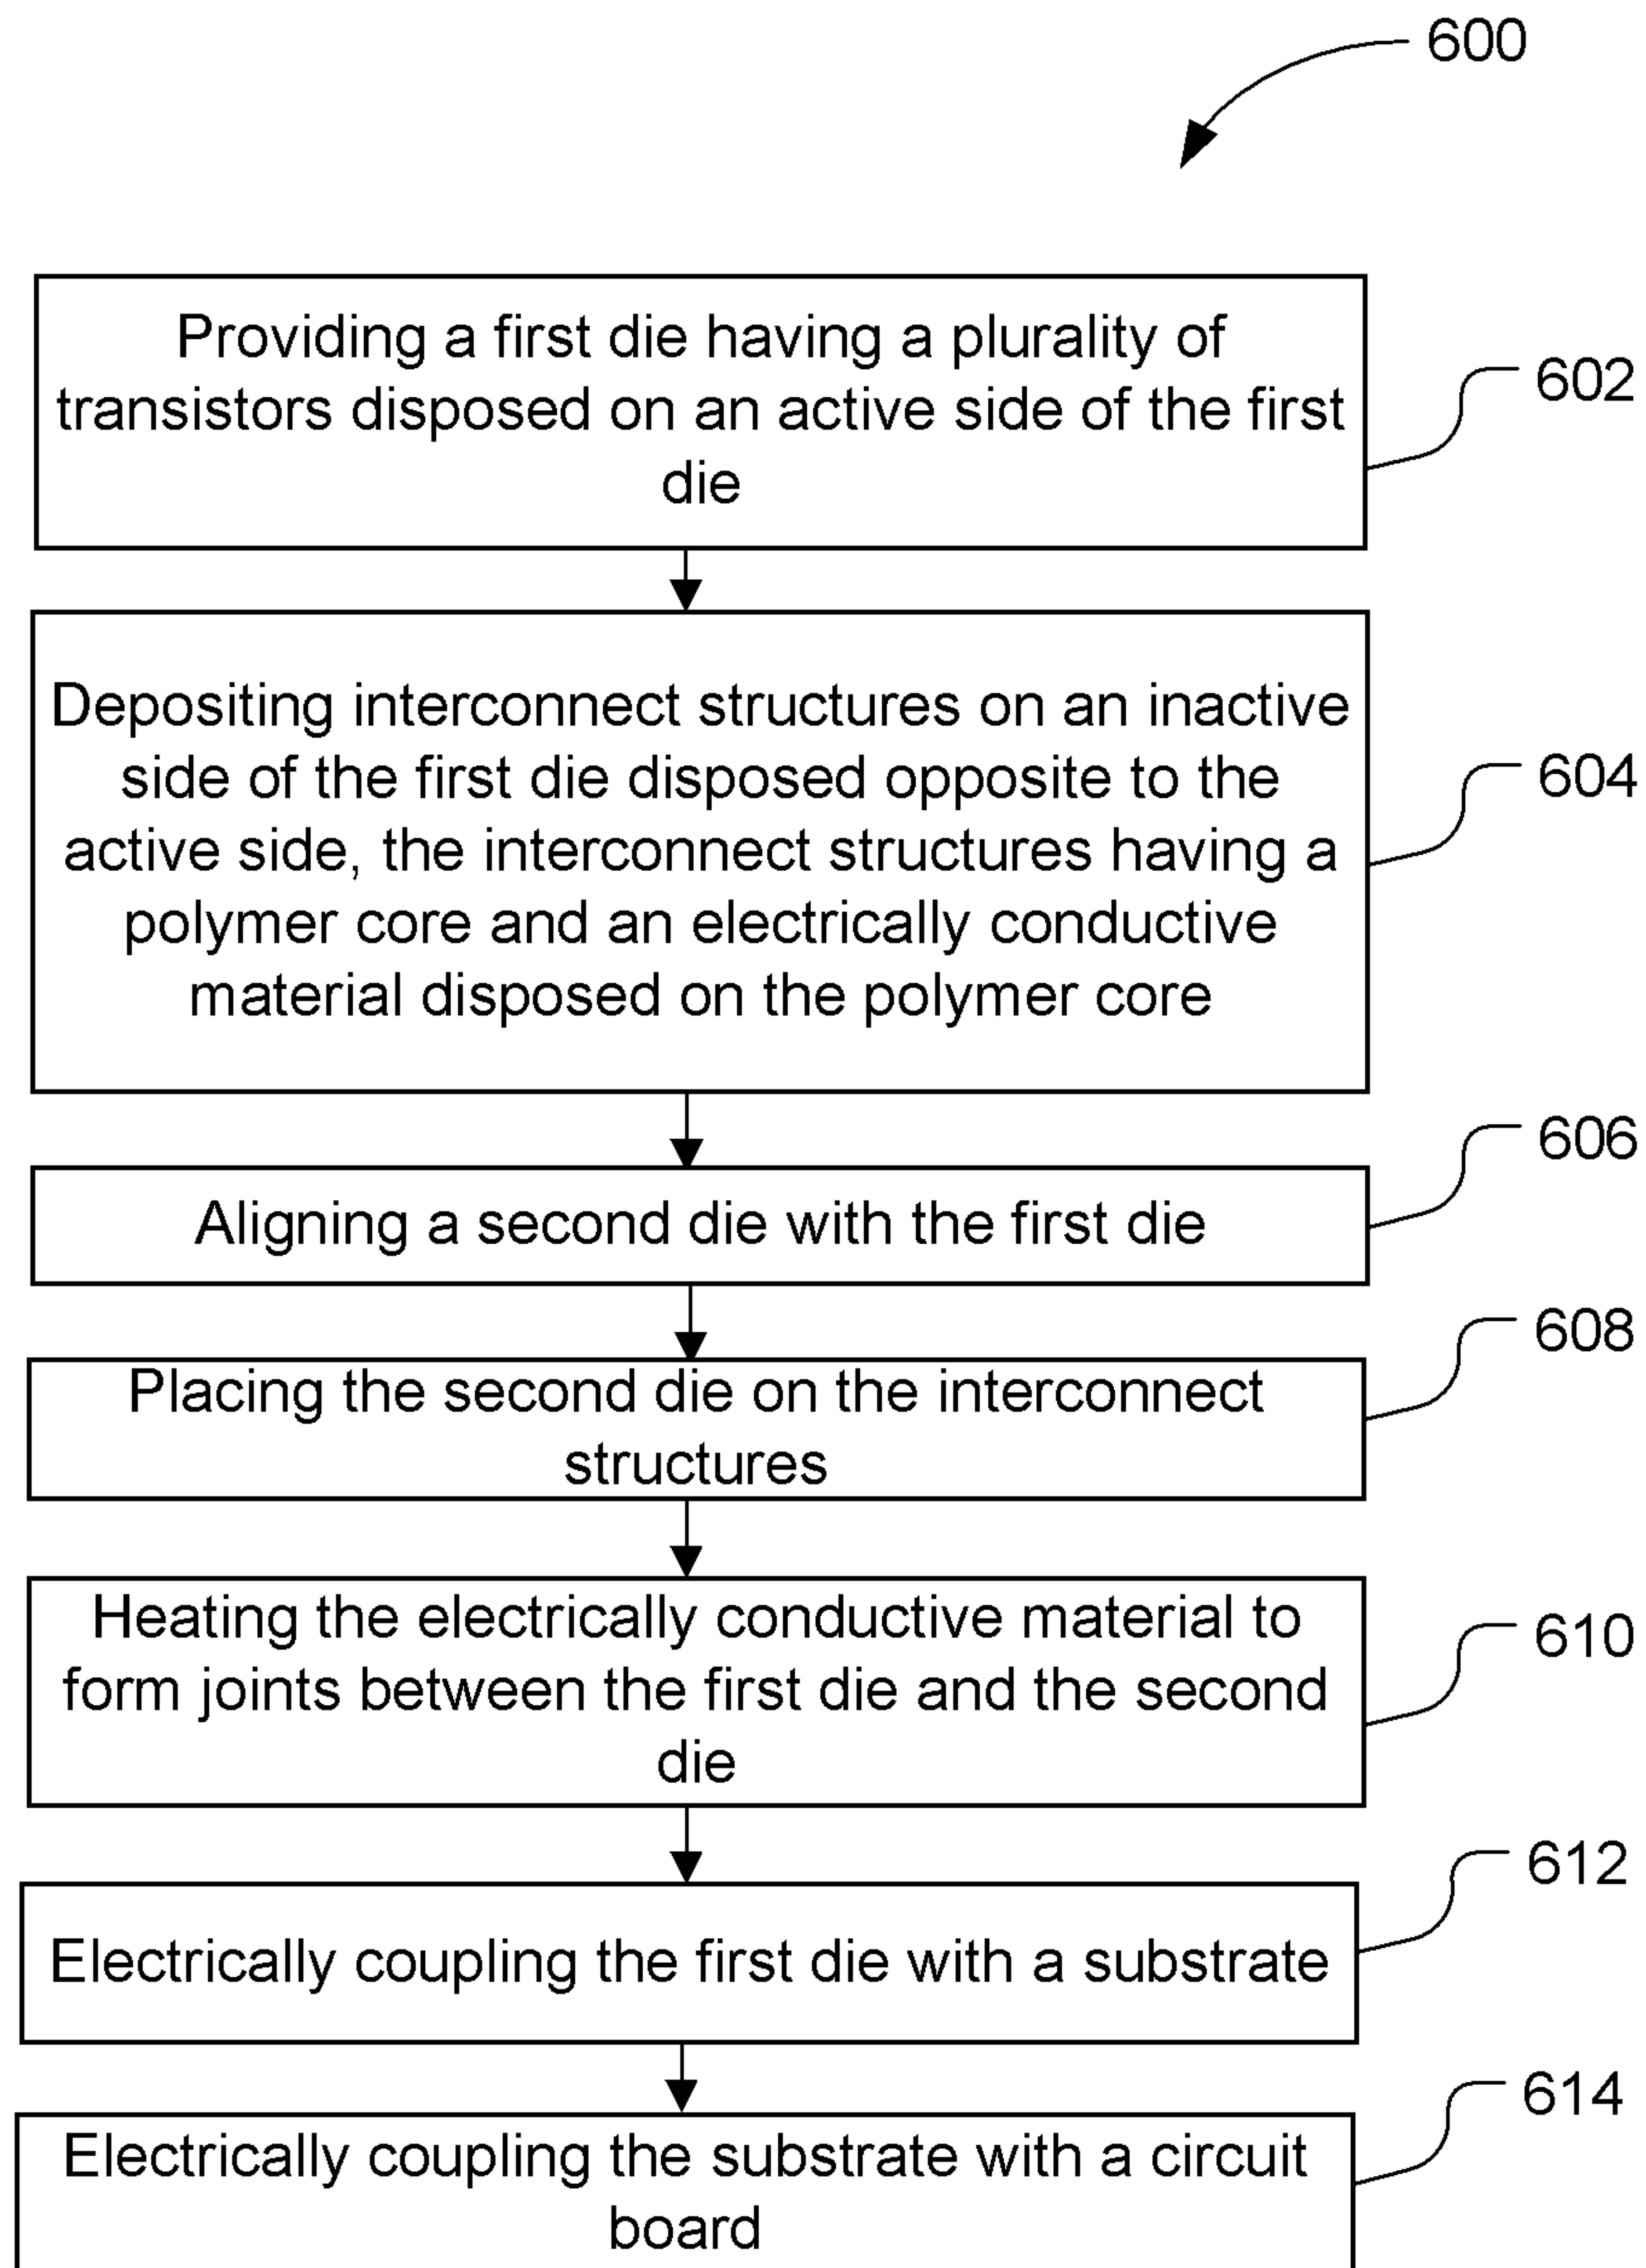 600
Providing a first die having a plurality of
transistors disposed on an active side of the first
die
602
Depositing interconnect structures on an inactive
side of the first die disposed opposite to the
active side, the interconnect structures having a
polymer core and an electrically conductive
material disposed on the polymer core
604
Aligning a second die with the first die
606
Placing the second die on the interconnect
structures
608
Heating the electrically conductive material to
form joints between the first die and the second
die
610
Electrically coupling the first die with a substrate
612
Electrically coupling the substrate with a circuit
board
614